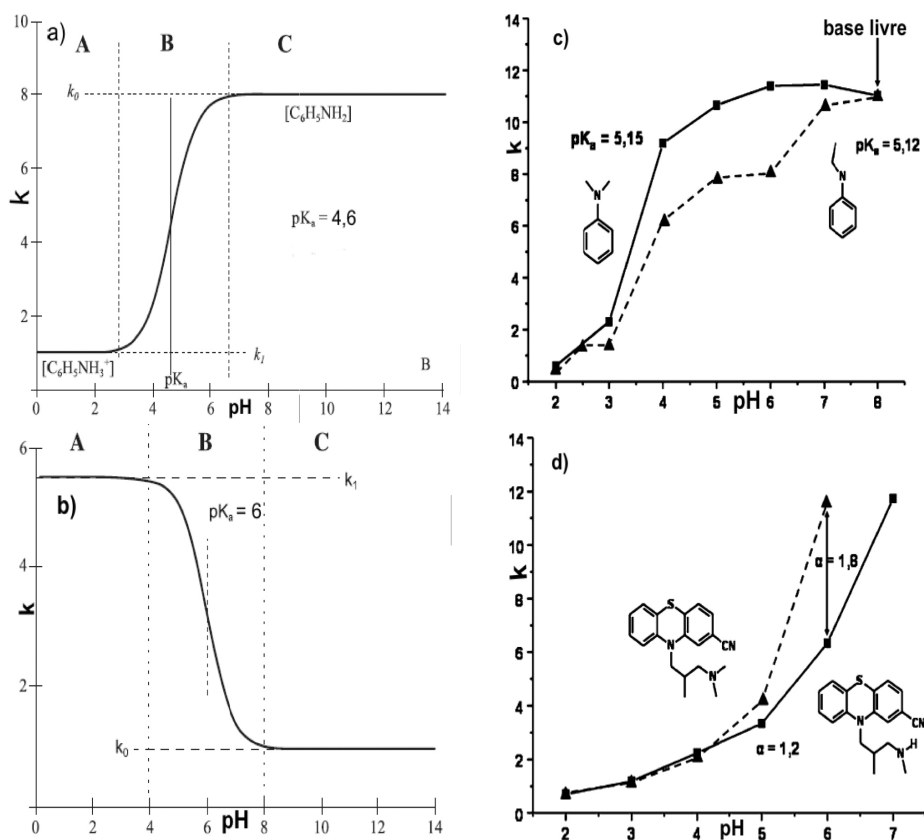 a)
A B C
10
8
6
4
2
0
k
k₀
[C₆H₅NH₂]
pKₐ = 4,6
k₁
[C₆H₅NH₃⁺]
pKₐ
B
0 2 4 6 pH 8 10 12 14
b)
A B C
6
4
2
0
k
k₁
pKₐ = 6
k₀
0 2 4 6 pH 8 10 12 14
c)
base livre
14
12
10
8
6
4
2
0
k
pKₐ = 5,15
N
pKₐ = 5,12
N
2 3 4 5 pH 6 7 8
d)
14
12
10
8
6
4
2
0
k
α = 1,8
S
N
CN
N
α = 1,2
S
N
CN
H
N
2 3 4 5 pH 6 7